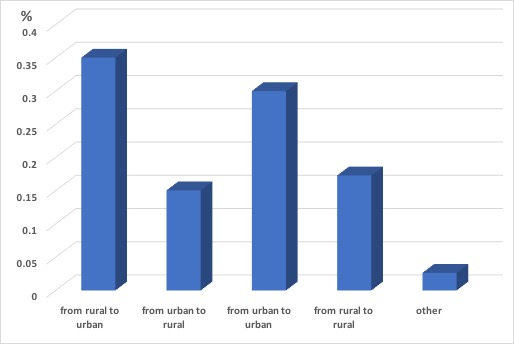 %
0.4
0.35
0.3
0.25
0.2
0.15
0.1
0.05
0
from rural to
urban
from urban to
rural
from urban to
urban
from rural to
rural
other